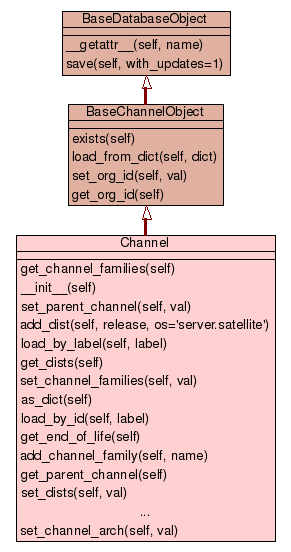 BaseDatabaseObject
__getattr__(self, name)
save(self, with_updates=1)
BaseChannelObject
exists(self)
load_from_dict(self, dict)
set_org_id(self, val)
get_org_id(self)
Channel
get_channel_families(self)
__init__(self)
set_parent_channel(self, val)
add_dist(self, release, os='server.satellite')
load_by_label(self, label)
get_dists(self)
set_channel_families(self, val)
as_dict(self)
load_by_id(self, label)
get_end_of_life(self)
add_channel_family(self, name)
get_parent_channel(self)
set_dists(self, val)
...
set_channel_arch(self, val)